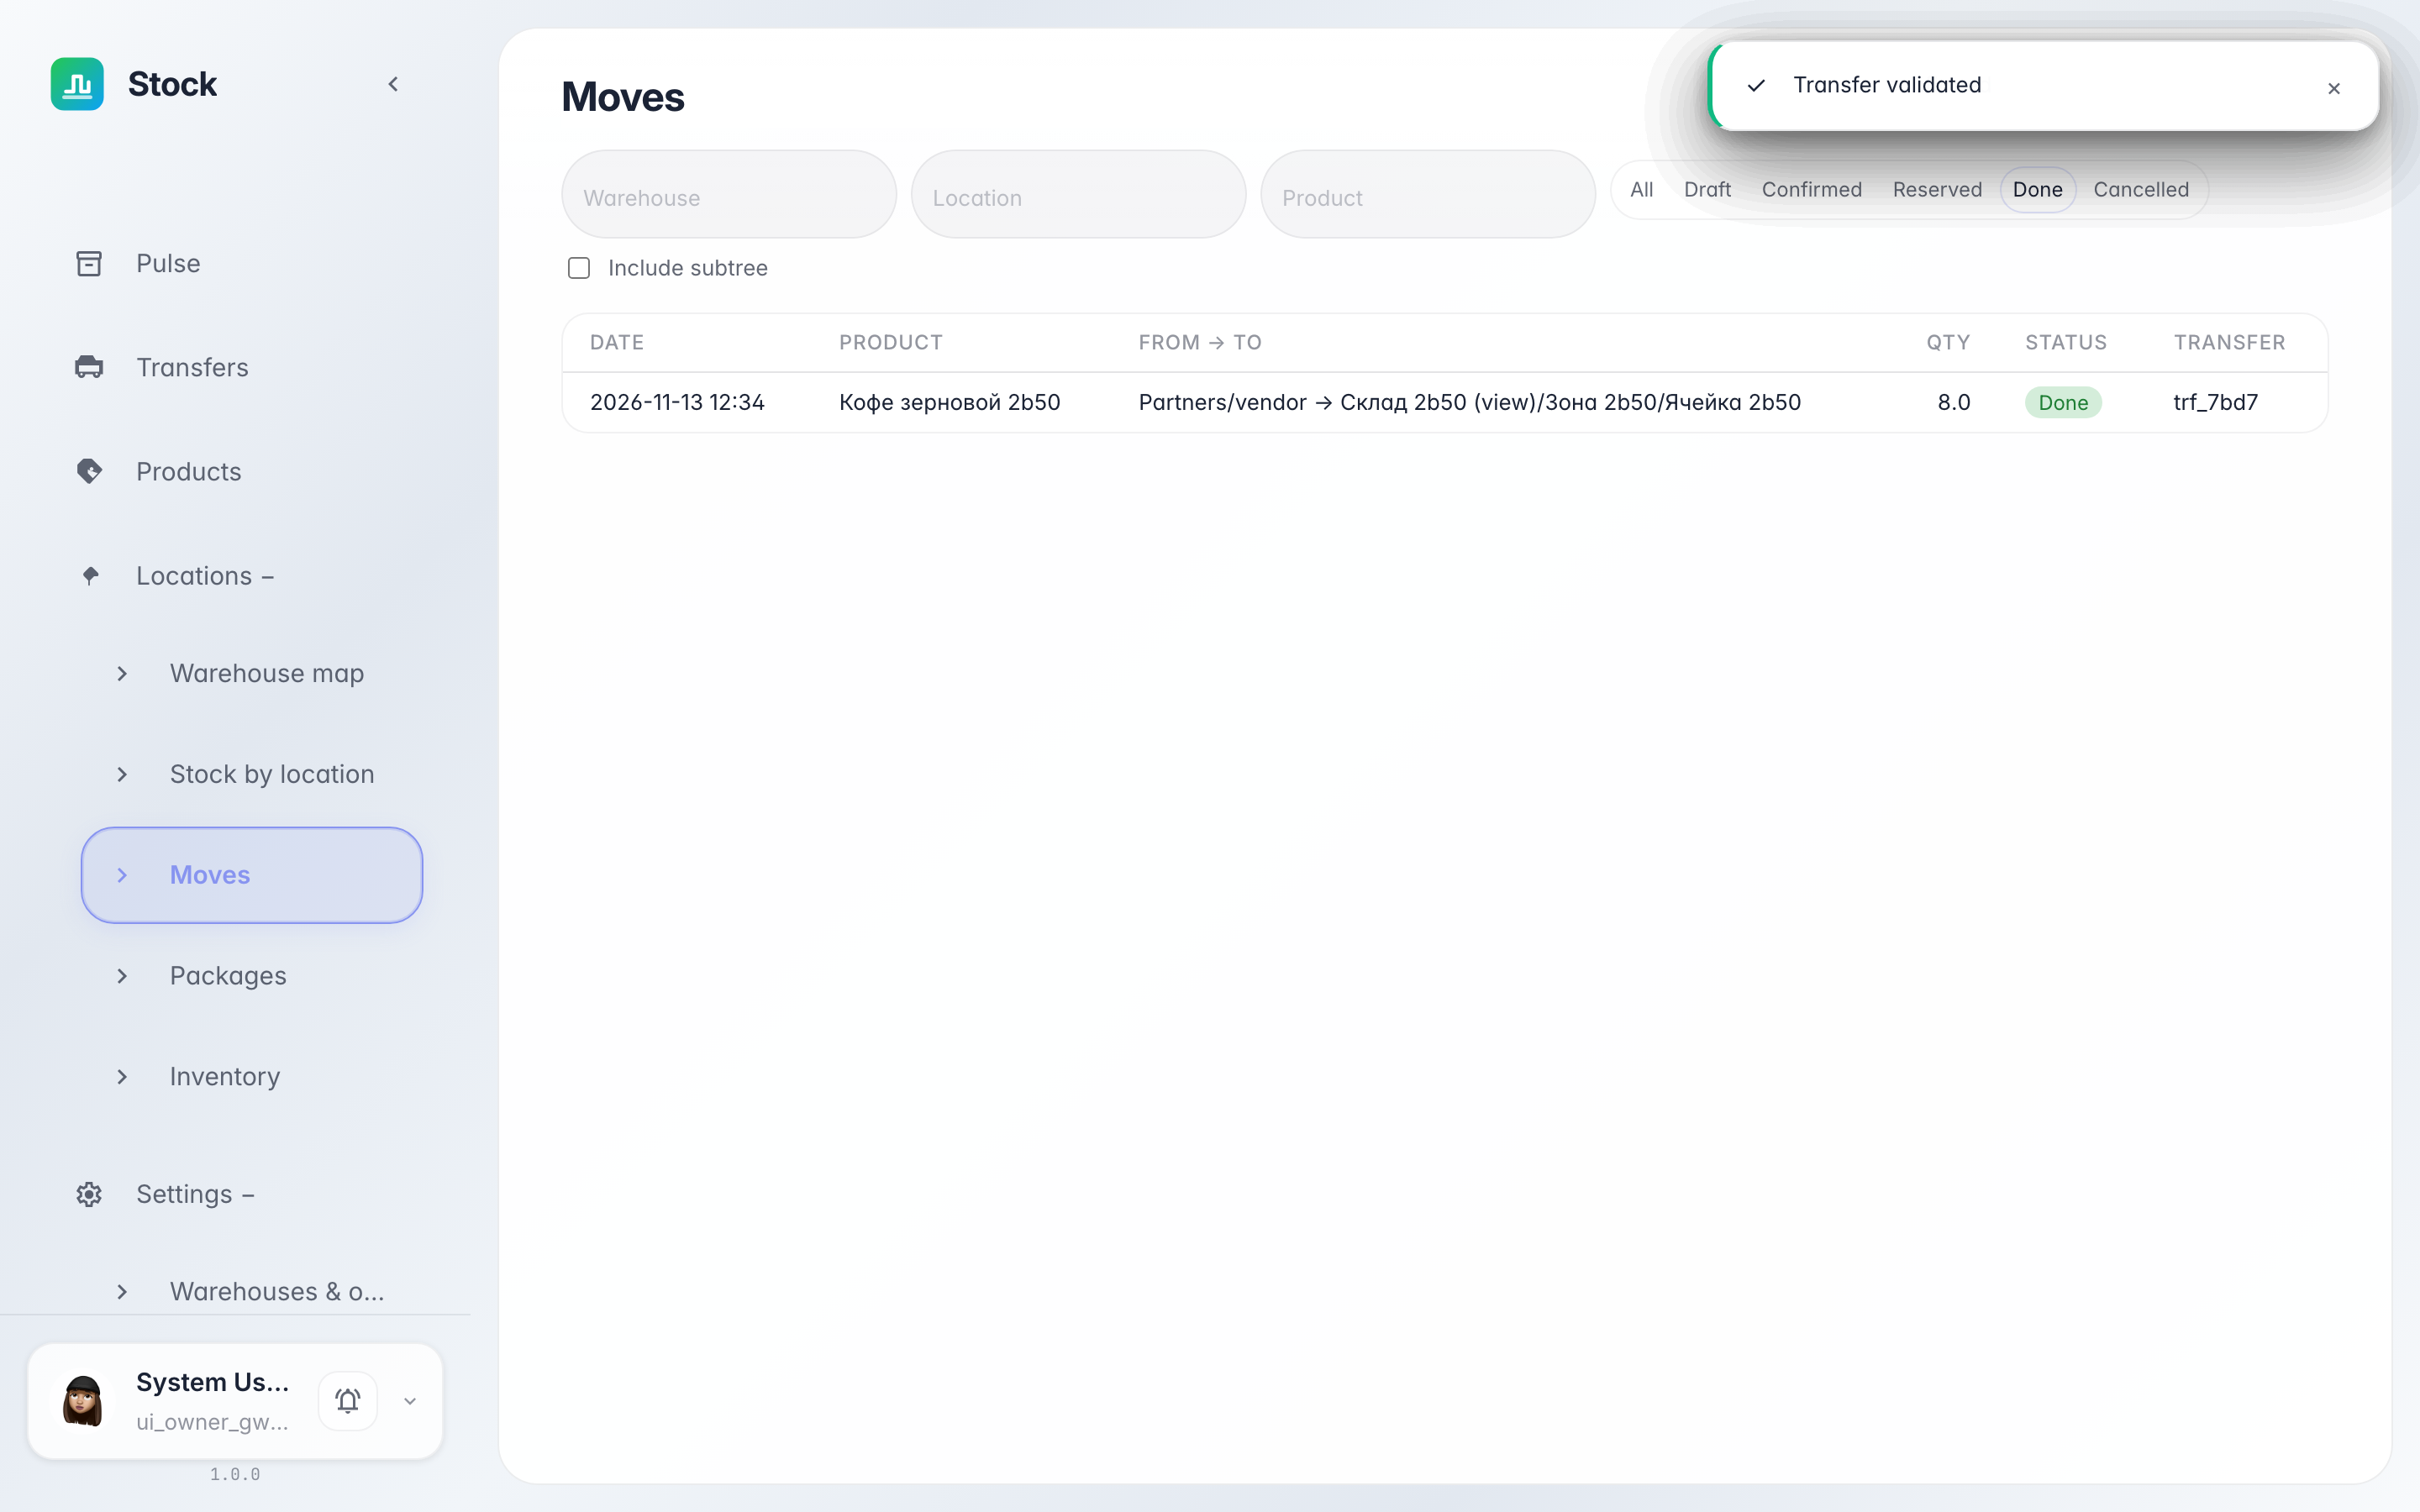 Stock
Pulse
Transfers
Products
Locations –
Warehouse map
Stock by location
Moves
Packages
Inventory
Settings –
Warehouses & o...
System Us...
ui_owner_gw...
1.0.0
Moves
Transfer validated
Warehouse
Location
Product
All Draft Confirmed Reserved Done Cancelled
Include subtree
DATE PRODUCT FROM → TO QTY STATUS TRANSFER
2026-11-13 12:34 Кофе зерновой 2b50 Partners/vendor → Склад 2b50 (view)/Зона 2b50/Ячейка 2b50 8.0 Done trf_7bd7